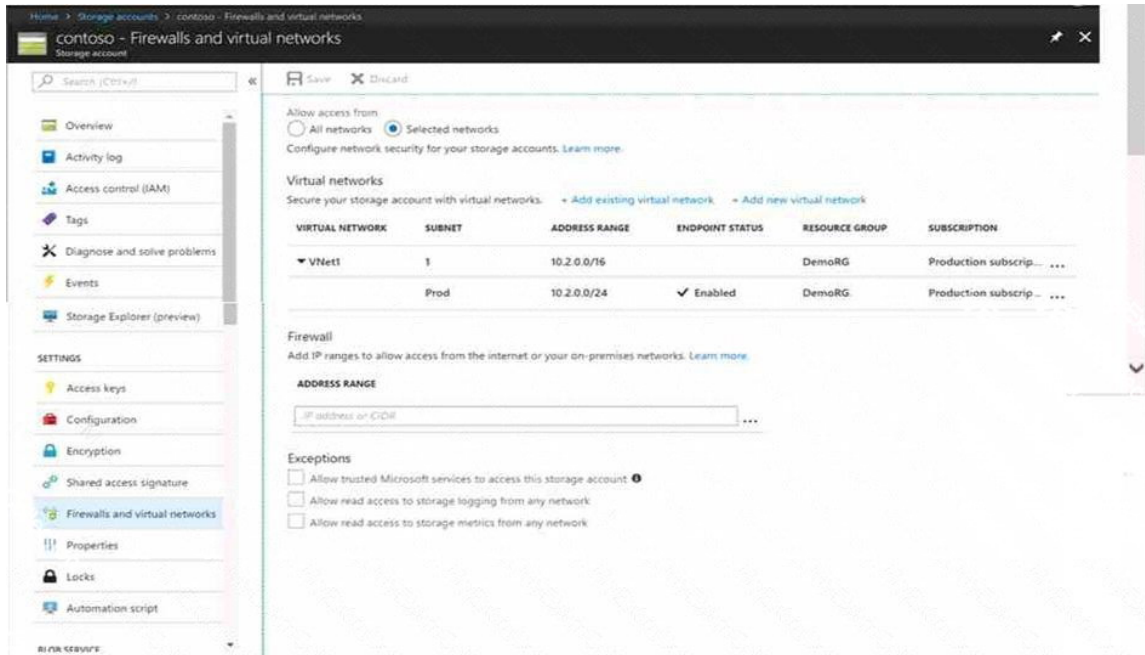 Home > Storage accounts > contoso - Firewalls and virtual networks
contoso - Firewalls and virtual networks
Storage account
Search (Ctrl+/)
«
Save
Discard
Overview
Activity log
Access control (IAM)
Tags
Diagnose and solve problems
Events
Storage Explorer (preview)
SETTINGS
Access keys
Configuration
Encryption
Shared access signature
Firewalls and virtual networks
Properties
Locks
Automation script
BLOB SERVICE
Allow access from
All networks Selected networks
Configure network security for your storage accounts. Learn more.
Virtual networks
Secure your storage account with virtual networks. + Add existing virtual network + Add new virtual network
VIRTUAL NETWORK SUBNET ADDRESS RANGE ENDPOINT STATUS RESOURCE GROUP SUBSCRIPTION
VNet1 1 10.2.0.0/16 DemoRG Production subscrip... ...
Prod 10.2.0.0/24 Enabled DemoRG Production subscrip... ...
Firewall
Add IP ranges to allow access from the internet or your on-premises networks. Learn more.
ADDRESS RANGE
IP address or CIDR ...
Exceptions
Allow trusted Microsoft services to access this storage account
Allow read access to storage logging from any network
Allow read access to storage metrics from any network